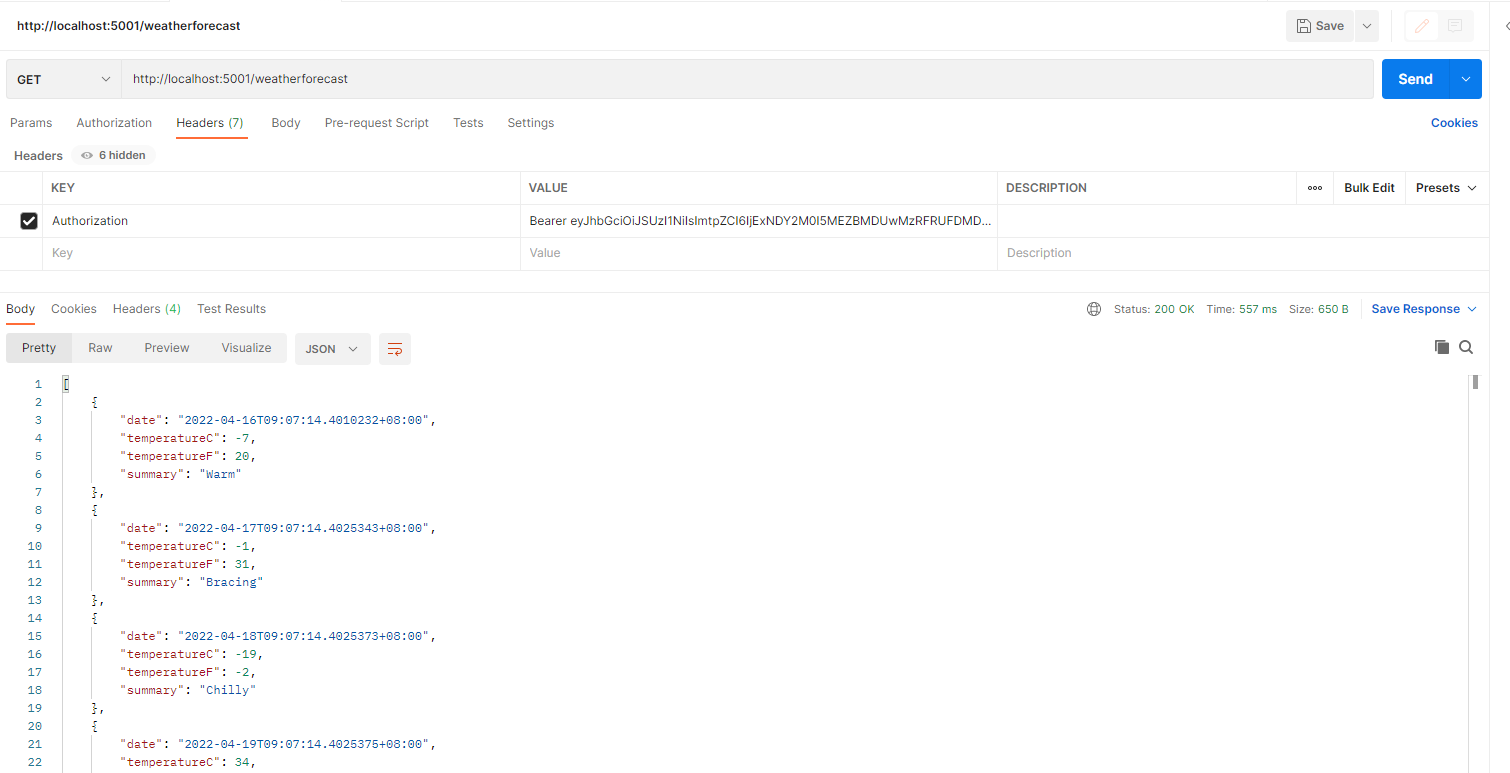 http://localhost:5001/weatherforecast
Save
GET http://localhost:5001/weatherforecast Send
Params Authorization Headers (7) Body Pre-request Script Tests Settings Cookies
Headers 6 hidden
KEY VALUE DESCRIPTION Bulk Edit Presets
Authorization Bearer eyJhbGciOiJSUzI1NiIsImtpZCI6IjExNDY2M0I5MEZBMDUwMzRFRUFDMD...
Key Value Description
Body Cookies Headers (4) Test Results Status: 200 OK Time: 557 ms Size: 650 B Save Response
Pretty Raw Preview Visualize JSON
1 [
2 {
3 "date": "2022-04-16T09:07:14.4010232+08:00",
4 "temperatureC": -7,
5 "temperatureF": 20,
6 "summary": "Warm"
7 },
8 {
9 "date": "2022-04-17T09:07:14.4025343+08:00",
10 "temperatureC": -1,
11 "temperatureF": 31,
12 "summary": "Bracing"
13 },
14 {
15 "date": "2022-04-18T09:07:14.4025373+08:00",
16 "temperatureC": -19,
17 "temperatureF": -2,
18 "summary": "Chilly"
19 },
20 {
21 "date": "2022-04-19T09:07:14.4025375+08:00",
22 "temperatureC": 34,